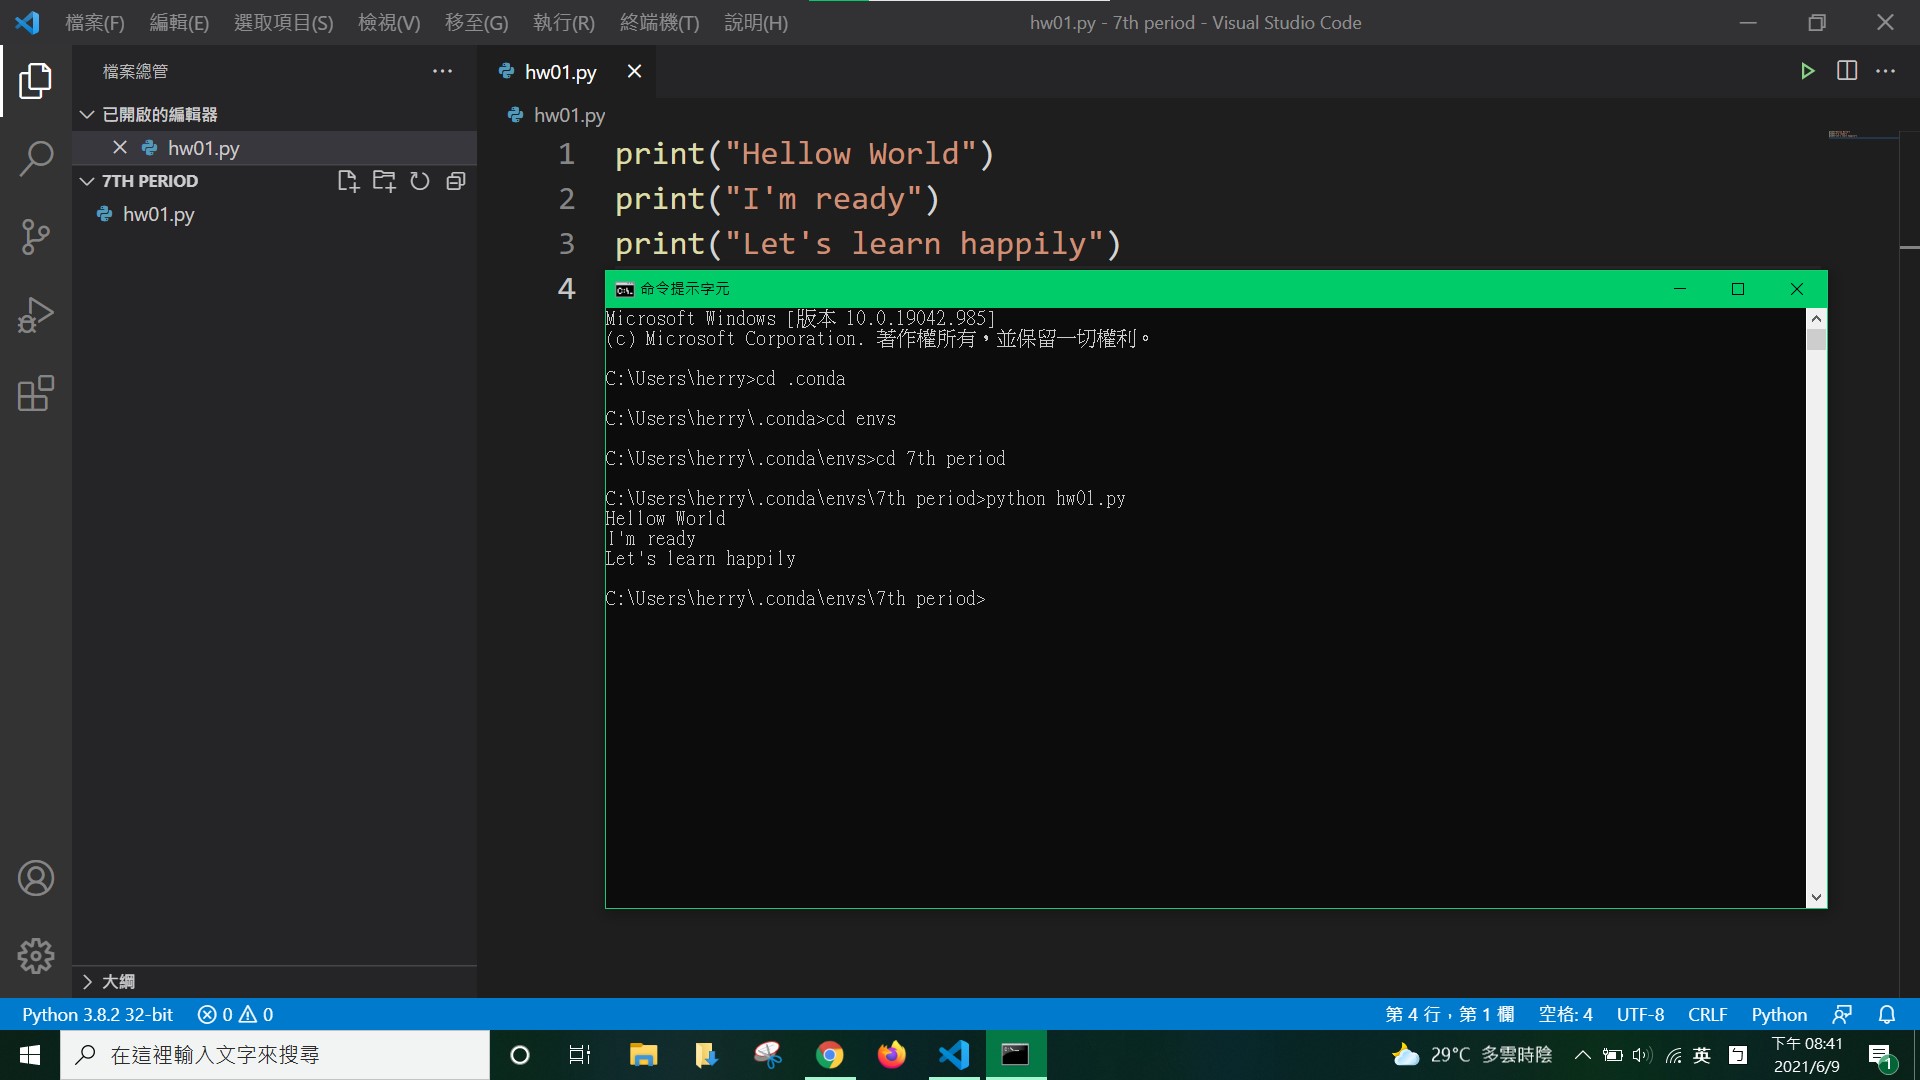 檔案(F) 編輯(E) 選取項目(S) 檢視(V) 移至(G) 執行(R) 終端機(T) 說明(H) hw01.py - 7th period - Visual Studio Code
檔案總管
hw01.py
已開啟的編輯器
hw01.py
hw01.py
7TH PERIOD
hw01.py
1 print("Hellow World")
2 print("I'm ready")
3 print("Let's learn happily")
4
命令提示字元
Microsoft Windows [版本 10.0.19042.985]
(c) Microsoft Corporation. 著作權所有，並保留一切權利。
C:\Users\herry>cd .conda
C:\Users\herry\.conda>cd envs
C:\Users\herry\.conda\envs>cd 7th period
C:\Users\herry\.conda\envs\7th period>python hw01.py
Hellow World
I'm ready
Let's learn happily
C:\Users\herry\.conda\envs\7th period>
大綱
Python 3.8.2 32-bit 0 0 第 4 行，第 1 欄 空格: 4 UTF-8 CRLF Python
在這裡輸入文字來搜尋
29°C 多雲時陰 英
下午 08:41
2021/6/9
1